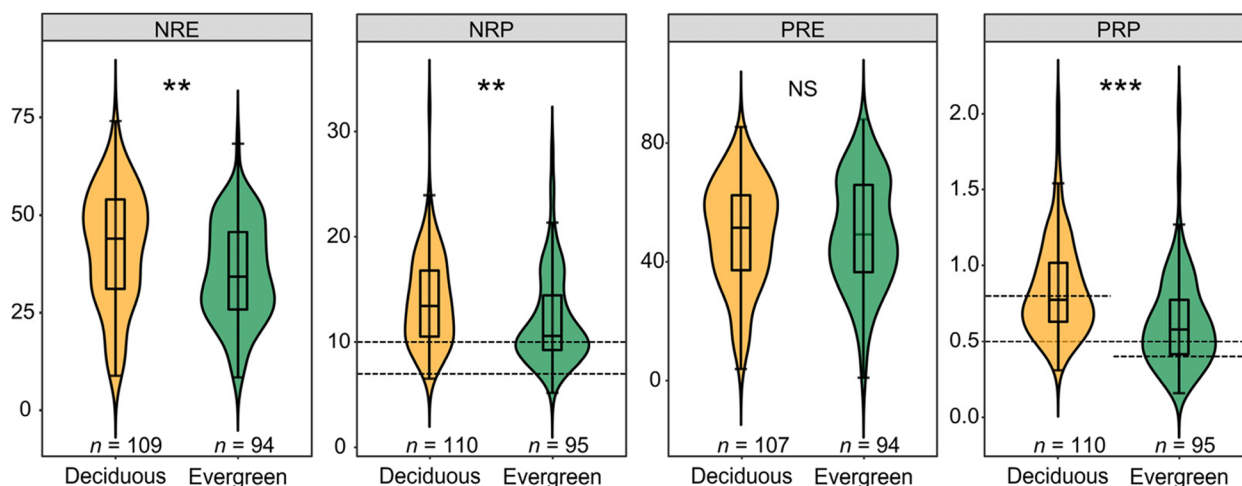 NRE
**
75
50
25
0
n = 109
n = 94
Deciduous
Evergreen
NRP
**
30
20
10
0
n = 110
n = 95
Deciduous
Evergreen
PRE
NS
80
40
0
n = 107
n = 94
Deciduous
Evergreen
PRP
***
2.0
1.5
1.0
0.5
0.0
n = 110
n = 95
Deciduous
Evergreen